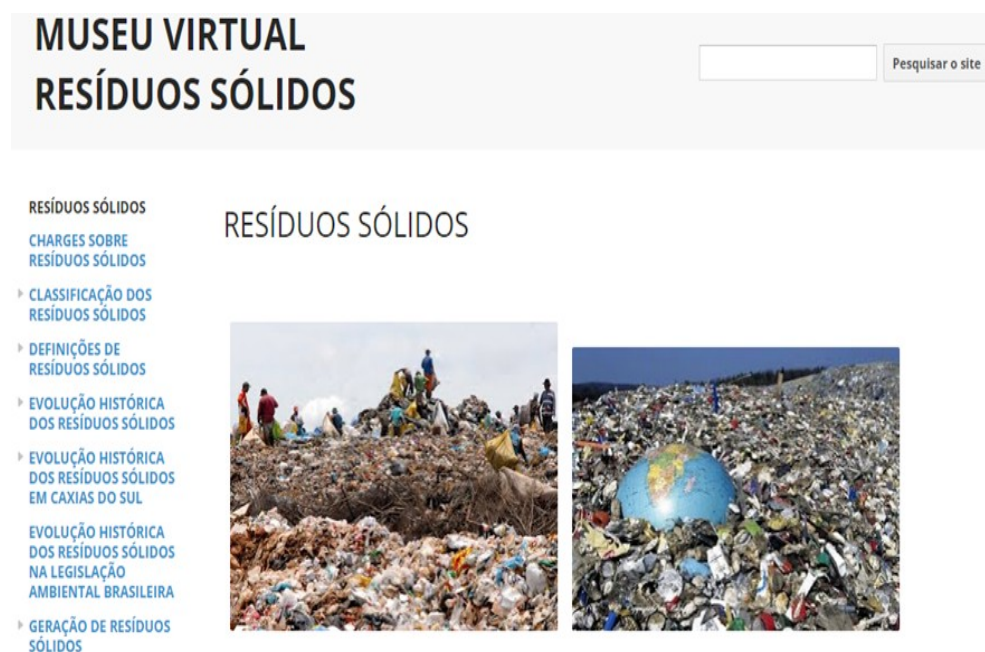 MUSEU VIRTUAL
RESÍDUOS SÓLIDOS
Pesquisar o site
RESÍDUOS SÓLIDOS
CHARGES SOBRE
RESÍDUOS SÓLIDOS
CLASSIFICAÇÃO DOS
RESÍDUOS SÓLIDOS
DEFINIÇÕES DE
RESÍDUOS SÓLIDOS
EVOLUÇÃO HISTÓRICA
DOS RESÍDUOS SÓLIDOS
EVOLUÇÃO HISTÓRICA
DOS RESÍDUOS SÓLIDOS
EM CAXIAS DO SUL
EVOLUÇÃO HISTÓRICA
DOS RESÍDUOS SÓLIDOS
NA LEGISLAÇÃO
AMBIENTAL BRASILEIRA
GERAÇÃO DE RESÍDUOS
SÓLIDOS
RESÍDUOS SÓLIDOS